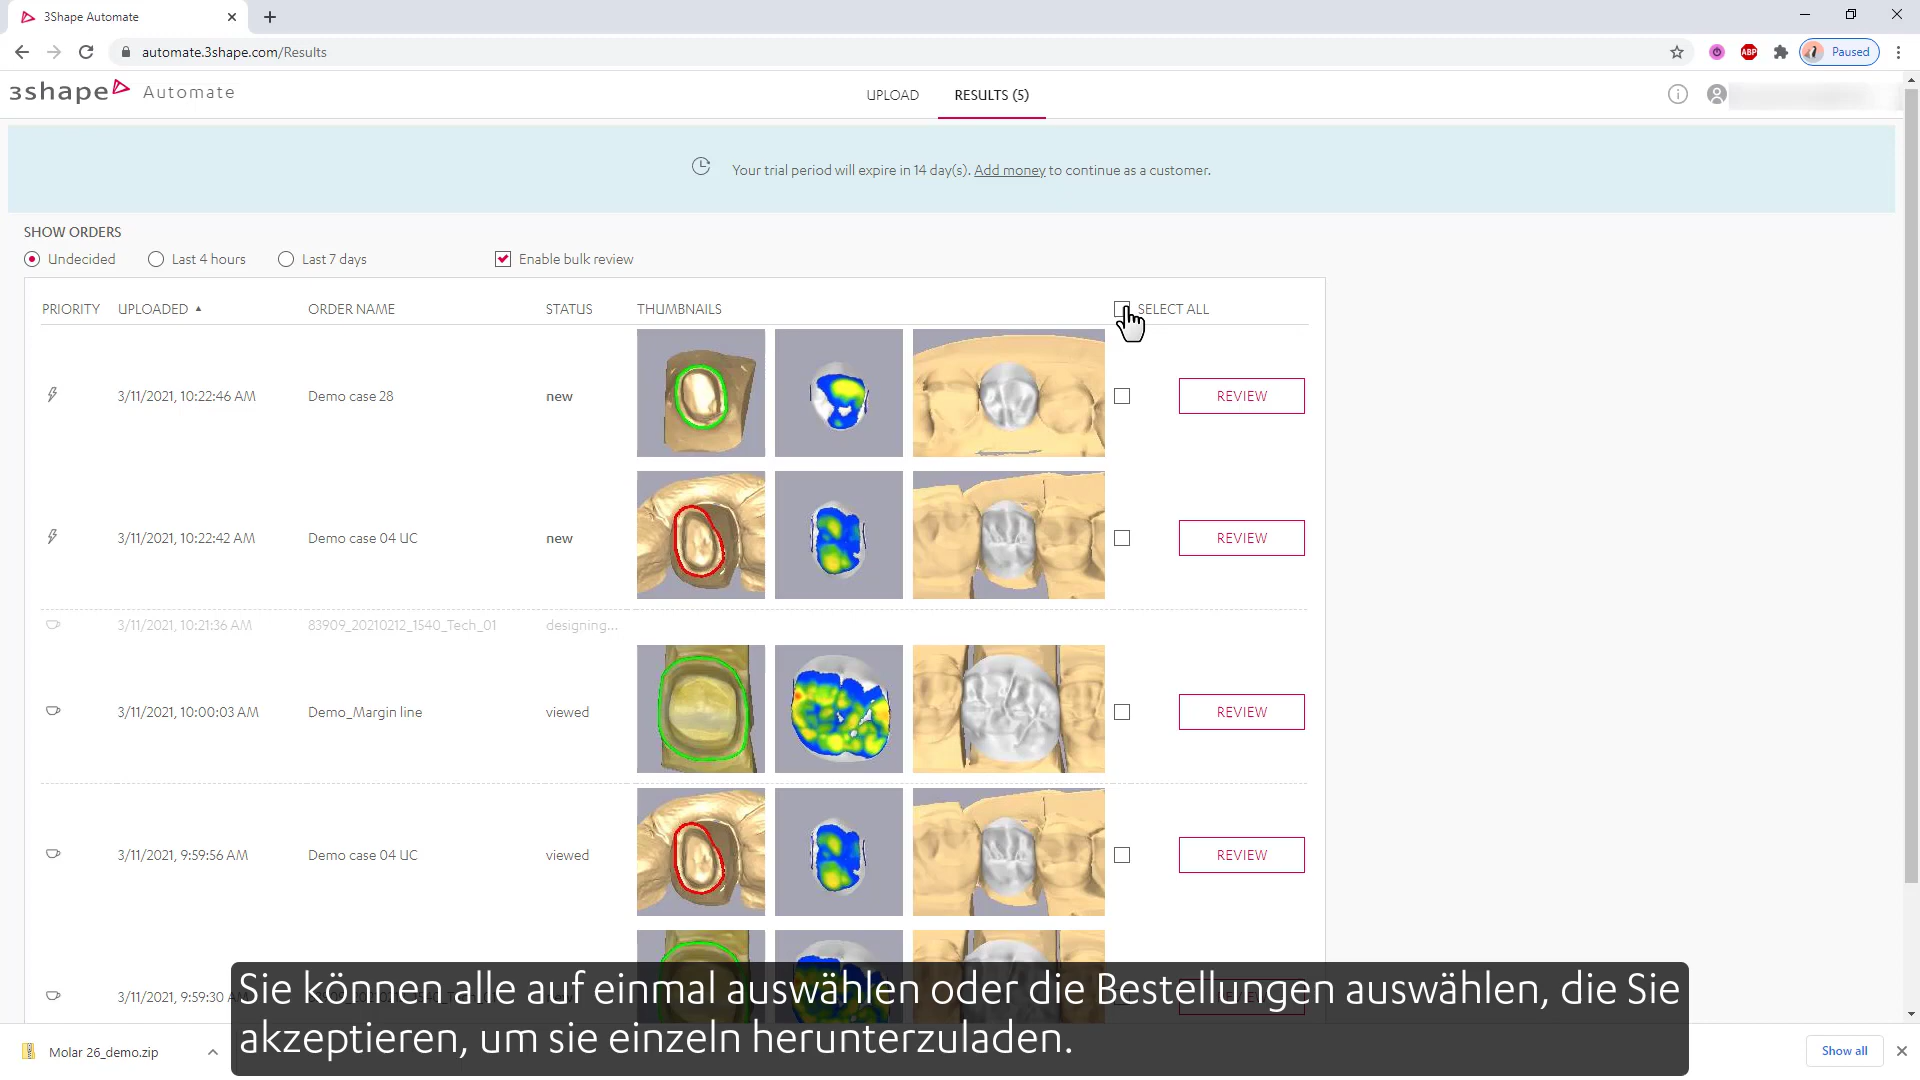 3Shape Automate
automate.3shape.com/Results
ABP
Paused
3shape Automate
UPLOAD
RESULTS (5)
Your trial period will expire in 14 day(s). Add money to continue as a customer.
SHOW ORDERS
Undecided
Last 4 hours
Last 7 days
Enable bulk review
PRIORITY
UPLOADED
ORDER NAME
STATUS
THUMBNAILS
SELECT ALL
3/11/2021, 10:22:46 AM
Demo case 28
new
REVIEW
3/11/2021, 10:22:42 AM
Demo case 04 UC
new
REVIEW
3/11/2021, 10:21:36 AM
83909_20210212_1540_Tech_01
designing...
3/11/2021, 10:00:03 AM
Demo_Margin line
viewed
REVIEW
3/11/2021, 9:59:56 AM
Demo case 04 UC
viewed
REVIEW
3/11/2021, 9:59:30 AM
Sie können alle auf einmal auswählen oder die Bestellungen auswählen, die Sie
akzeptieren, um sie einzeln herunterzuladen.
Molar 26_demo.zip
Show all